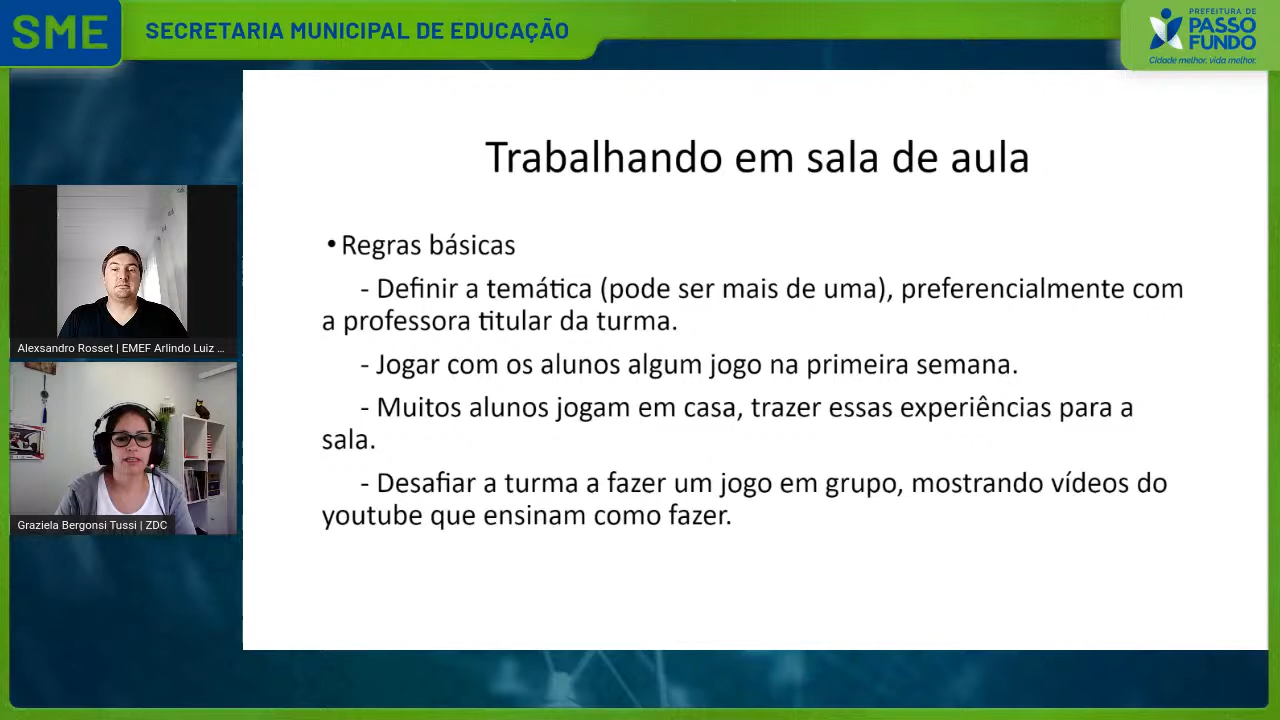 SME
SECRETARIA MUNICIPAL DE EDUCAÇÃO
PREFEITURA DE
PASSO
FUNDO
Cidade melhor, vida melhor.
Trabalhando em sala de aula
•Regras básicas
- Definir a temática (pode ser mais de uma), preferencialmente com
a professora titular da turma.
- Jogar com os alunos algum jogo na primeira semana.
- Muitos alunos jogam em casa, trazer essas experiências para a
sala.
- Desafiar a turma a fazer um jogo em grupo, mostrando vídeos do
youtube que ensinam como fazer.
Alexsandro Rosset | EMEF Arlindo Luiz ...
Graziela Bergonsi Tussi | ZDC